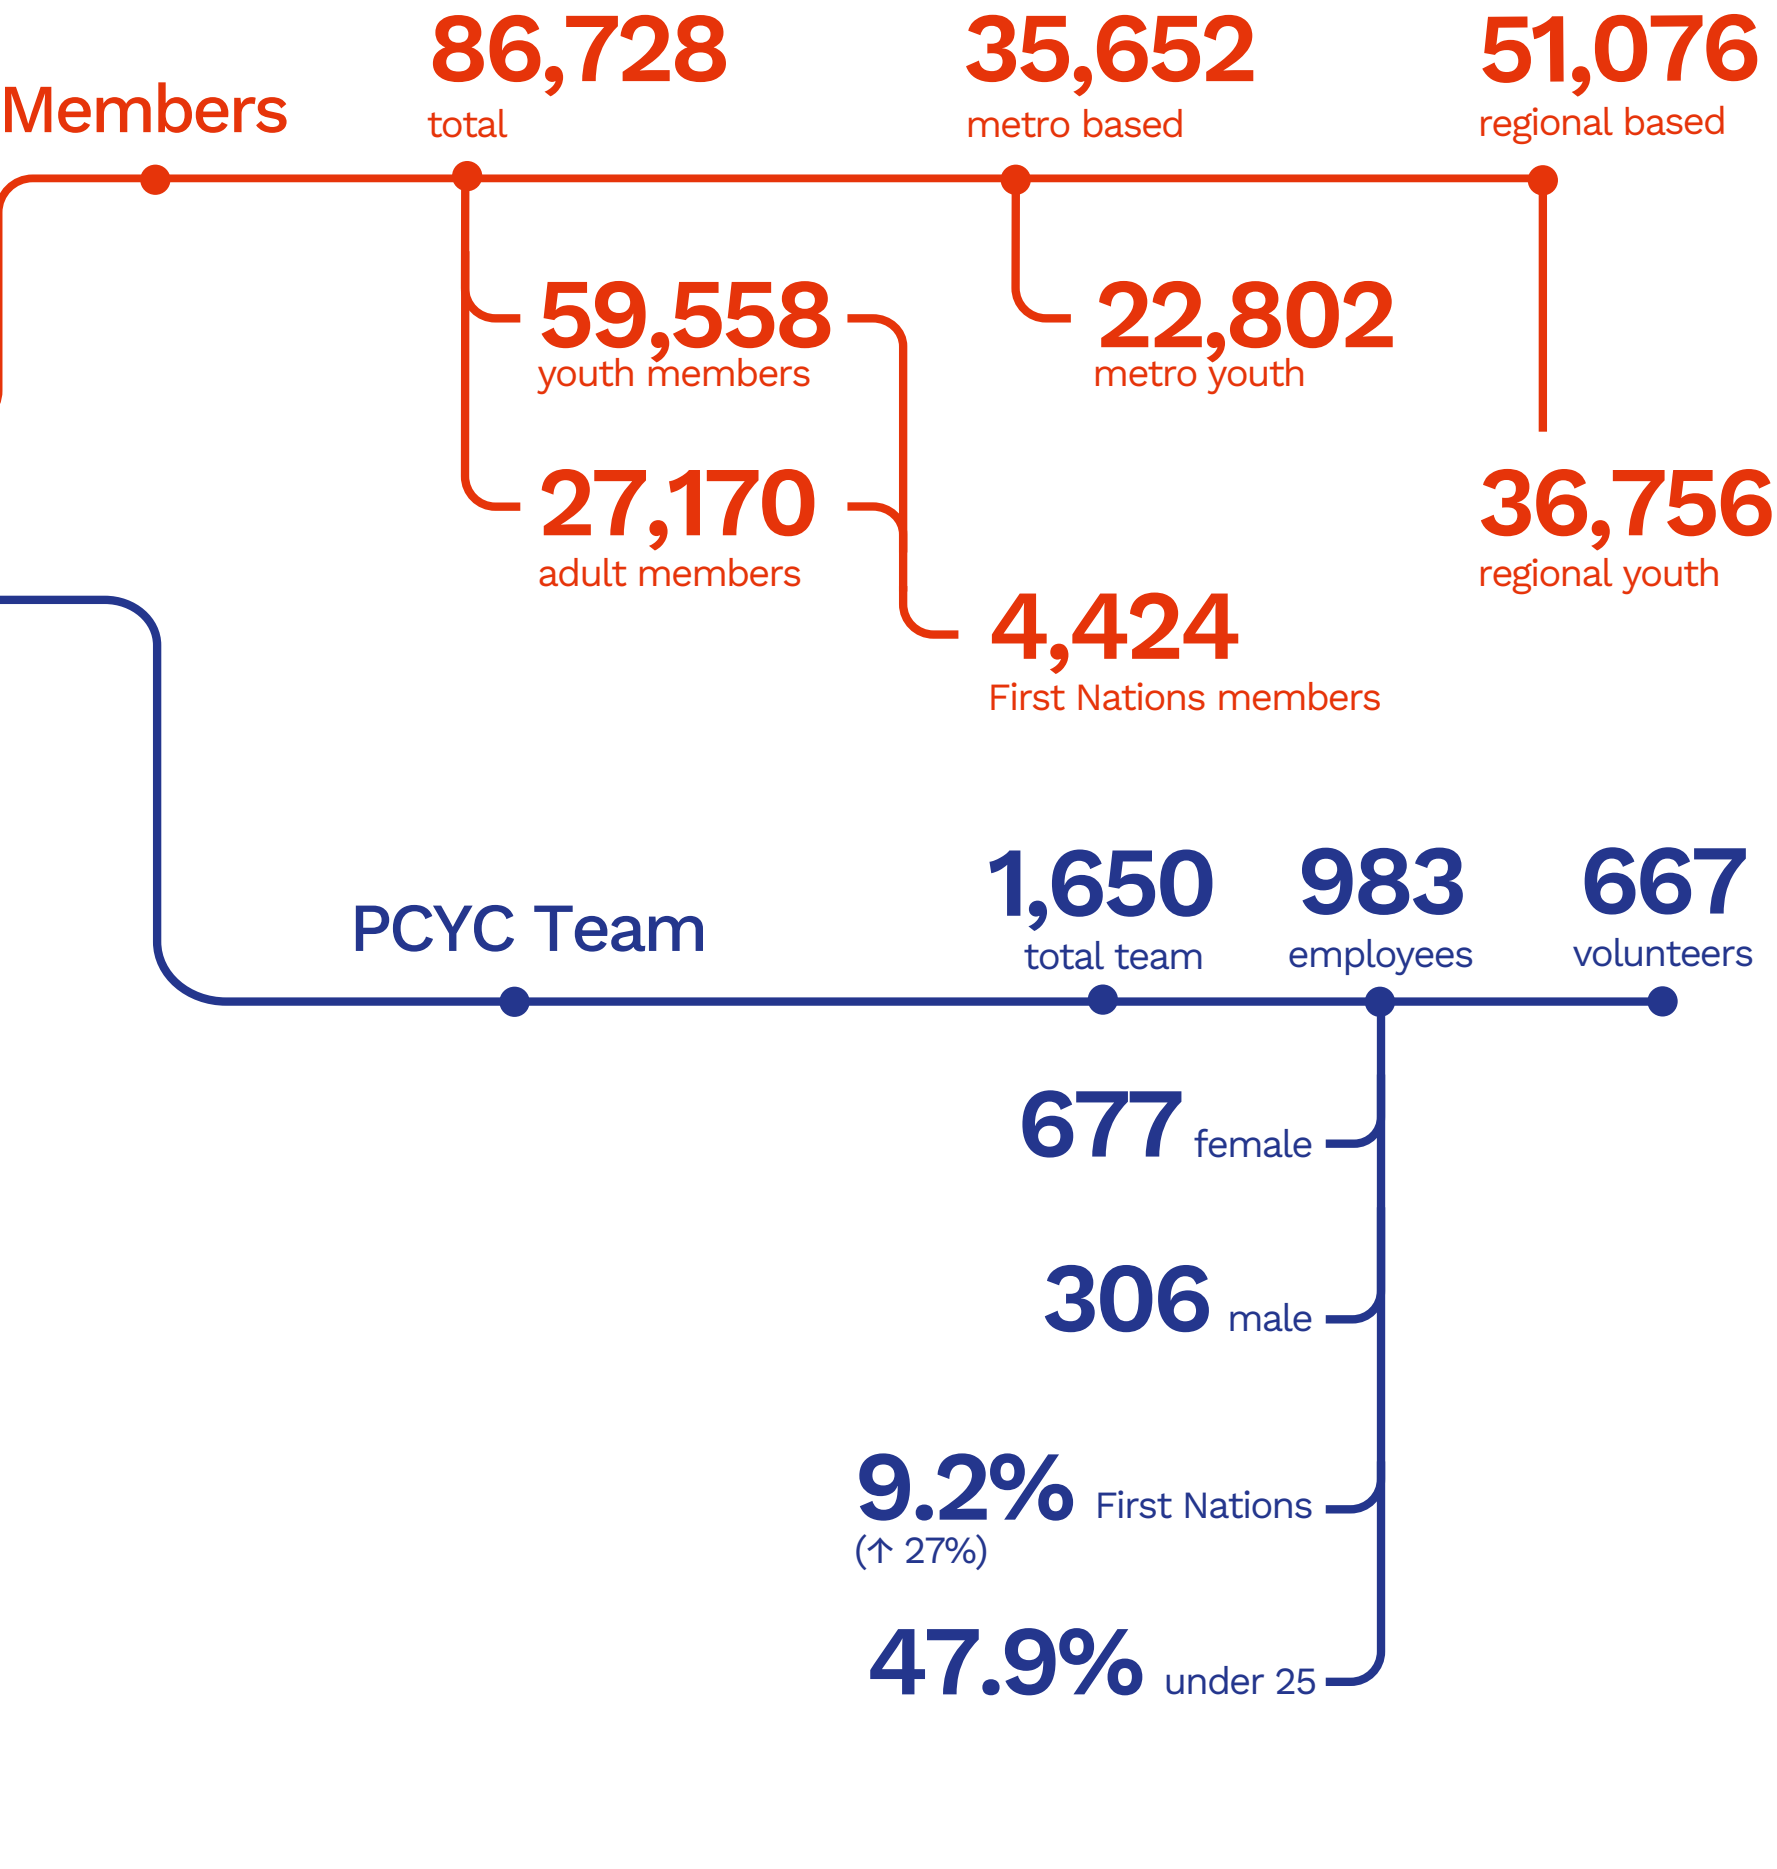 Members
86,728
total
35,652
metro based
51,076
regional based
59,558
youth members
22,802
metro youth
27,170
adult members
36,756
regional youth
4,424
First Nations members
PCYC Team
1,650
total team
983
employees
667
volunteers
677 female
306 male
9.2% First Nations
(↑ 27%)
47.9% under 25